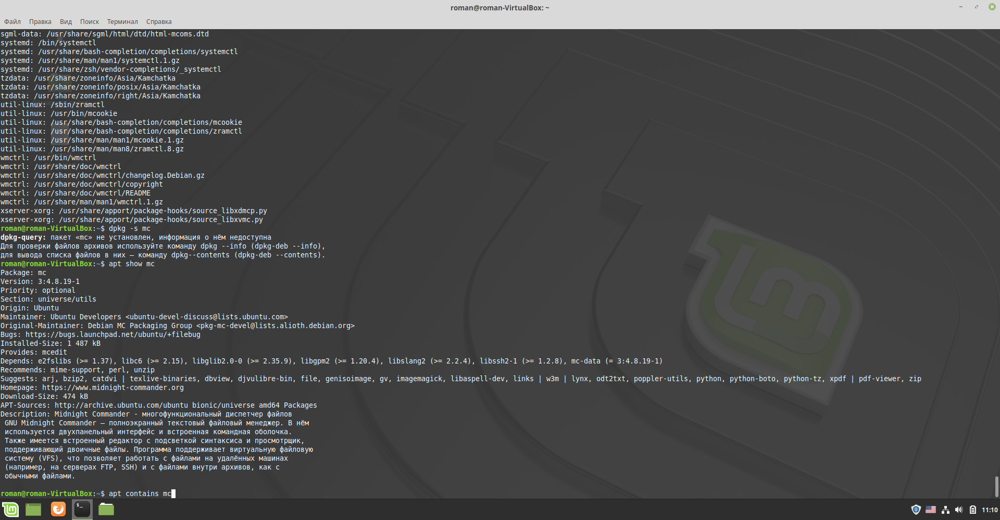 roman@roman-VirtualBox: ~
Файл Правка Вид Поиск Терминал Справка
sgml-data: /usr/share/sgml/html/dtd/html-mcoms.dtd
systemd: /bin/systemctl
systemd: /usr/share/bash-completion/completions/systemctl
systemd: /usr/share/man/man1/systemctl.1.gz
systemd: /usr/share/zsh/vendor-completions/_systemctl
tzdata: /usr/share/zoneinfo/Asia/Kamchatka
tzdata: /usr/share/zoneinfo/posix/Asia/Kamchatka
tzdata: /usr/share/zoneinfo/right/Asia/Kamchatka
util-linux: /sbin/zramctl
util-linux: /usr/bin/mcookie
util-linux: /usr/share/bash-completion/completions/mcookie
util-linux: /usr/share/bash-completion/completions/zramctl
util-linux: /usr/share/man/man1/mcookie.1.gz
util-linux: /usr/share/man/man8/zramctl.8.gz
wmctrl: /usr/bin/wmctrl
wmctrl: /usr/share/doc/wmctrl
wmctrl: /usr/share/doc/wmctrl/changelog.Debian.gz
wmctrl: /usr/share/doc/wmctrl/copyright
wmctrl: /usr/share/doc/wmctrl/README
wmctrl: /usr/share/man/man1/wmctrl.1.gz
xserver-xorg: /usr/share/apport/package-hooks/source_libxdmcp.py
xserver-xorg: /usr/share/apport/package-hooks/source_libxvmc.py
roman@roman-VirtualBox:~$ dpkg -s mc
dpkg-query: пакет «mc» не установлен, информация о нём недоступна
Для проверки файлов архивов используйте команду dpkg --info (dpkg-deb --info),
для вывода списка файлов в них — команду dpkg--contents (dpkg-deb --contents).
roman@roman-VirtualBox:~$ apt show mc
Package: mc
Version: 3:4.8.19-1
Priority: optional
Section: universe/utils
Origin: Ubuntu
Maintainer: Ubuntu Developers <ubuntu-devel-discuss@lists.ubuntu.com>
Original-Maintainer: Debian MC Packaging Group <pkg-mc-devel@lists.alioth.debian.org>
Bugs: https://bugs.launchpad.net/ubuntu/+filebug
Installed-Size: 1 487 kB
Provides: mcedit
Depends: e2fslibs (>= 1.37), libc6 (>= 2.15), libglib2.0-0 (>= 2.35.9), libgpm2 (>= 1.20.4), libslang2 (>= 2.2.4), libssh2-1 (>= 1.2.8), mc-data (= 3:4.8.19-1)
Recommends: mime-support, perl, unzip
Suggests: arj, bzip2, catdvi | texlive-binaries, dbview, djvulibre-bin, file, genisoimage, gv, imagemagick, libaspell-dev, links | w3m | lynx, odt2txt, poppler-utils, python, python-boto, python-tz, xpdf | pdf-viewer, zip
Homepage: https://www.midnight-commander.org
Download-Size: 474 kB
APT-Sources: http://archive.ubuntu.com/ubuntu bionic/universe amd64 Packages
Description: Midnight Commander - многофункциональный диспетчер файлов
GNU Midnight Commander — полноэкранный текстовый файловый менеджер. В нём
используется двухпанельный интерфейс и встроенная командная оболочка.
Также имеется встроенный редактор с подсветкой синтаксиса и просмотрщик,
поддерживающий двоичные файлы. Программа поддерживает виртуальную файловую
систему (VFS), что позволяет работать с файлами на удалённых машинах
(например, на серверах FTP, SSH) и с файлами внутри архивов, как с
обычными файлами.
roman@roman-VirtualBox:~$ apt contains mc
11:10